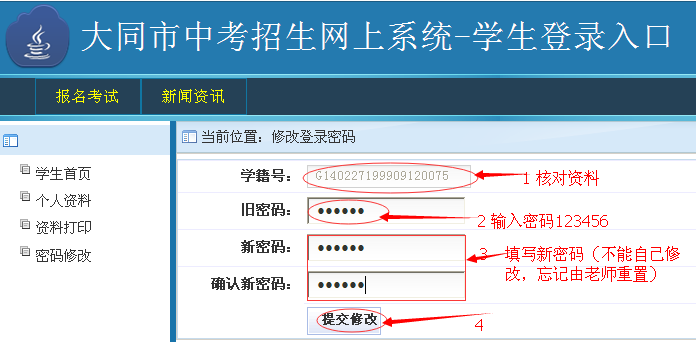 大同市中考招生网上系统-学生登录入口
报名考试 新闻资讯
当前位置：修改登录密码
学生首页
个人资料
资料打印
密码修改
学籍号： G140227199909120075 1 核对资料
旧密码： ●●●●●● 2 输入密码123456
新密码： ●●●●●● 3 填写新密码（不能自己修
改，忘记由老师重置）
确认新密码： ●●●●●●
提交修改 4